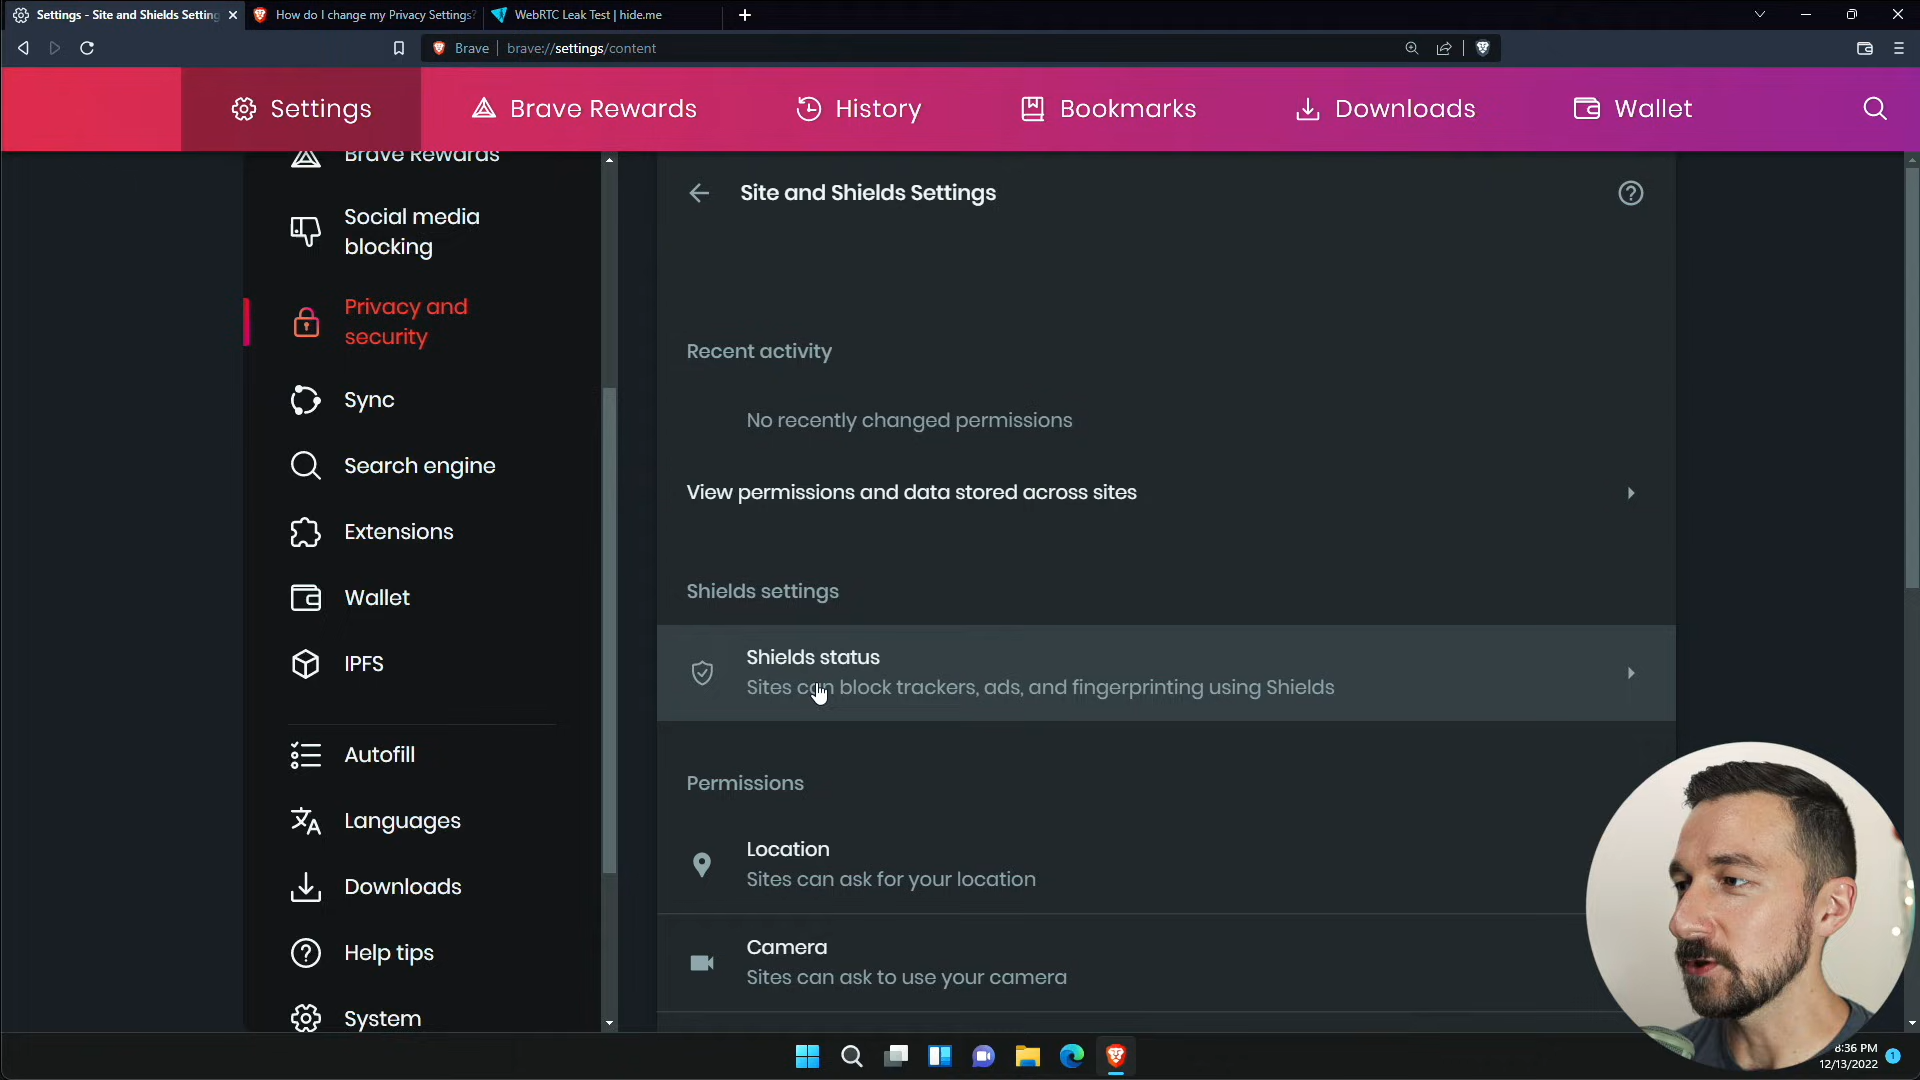 Settings - Site and Shields Setting
How do I change my Privacy Settings?
WebRTC Leak Test | hide.me
Brave
brave://settings/content
Settings
Brave Rewards
History
Bookmarks
Downloads
Wallet
Brave Rewards
Social media
blocking
Privacy and
security
Sync
Search engine
Extensions
Wallet
IPFS
Autofill
Languages
Downloads
Help tips
System
Site and Shields Settings
Recent activity
No recently changed permissions
View permissions and data stored across sites
Shields settings
Shields status
Sites can block trackers, ads, and fingerprinting using Shields
Permissions
Location
Sites can ask for your location
Camera
Sites can ask to use your camera
8:36 PM
12/13/2022
1